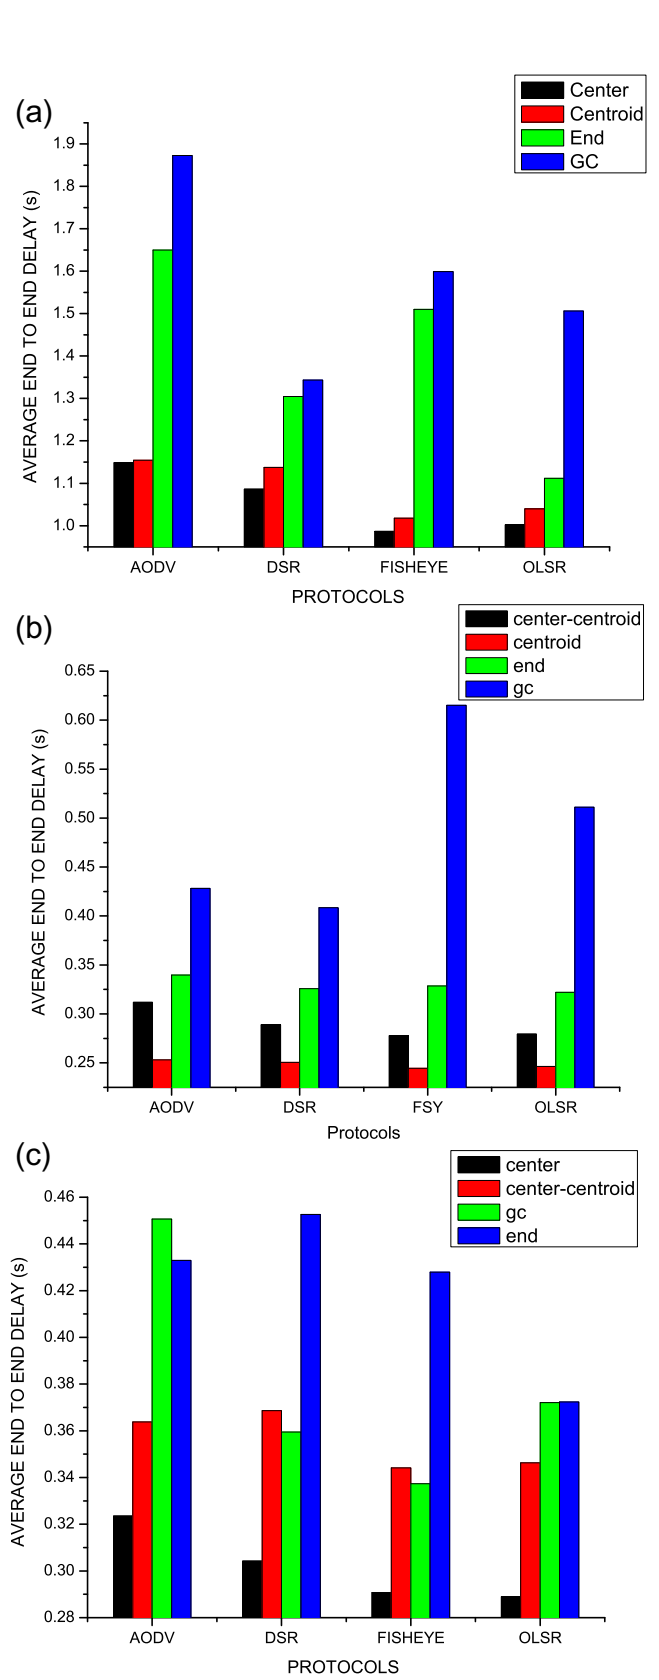 (a)
Center
Centroid
End
GC
AVERAGE END TO END DELAY (s)
1.9
1.8
1.7
1.6
1.5
1.4
1.3
1.2
1.1
1.0
AODV DSR FISHEYE OLSR
PROTOCOLS
(b)
center-centroid
centroid
end
gc
AVERAGE END TO END DELAY (s)
0.65
0.60
0.55
0.50
0.45
0.40
0.35
0.30
0.25
AODV DSR FSY OLSR
Protocols
(c)
center
center-centroid
gc
end
AVERAGE END TO END DELAY (s)
0.46
0.44
0.42
0.40
0.38
0.36
0.34
0.32
0.30
0.28
AODV DSR FISHEYE OLSR
PROTOCOLS